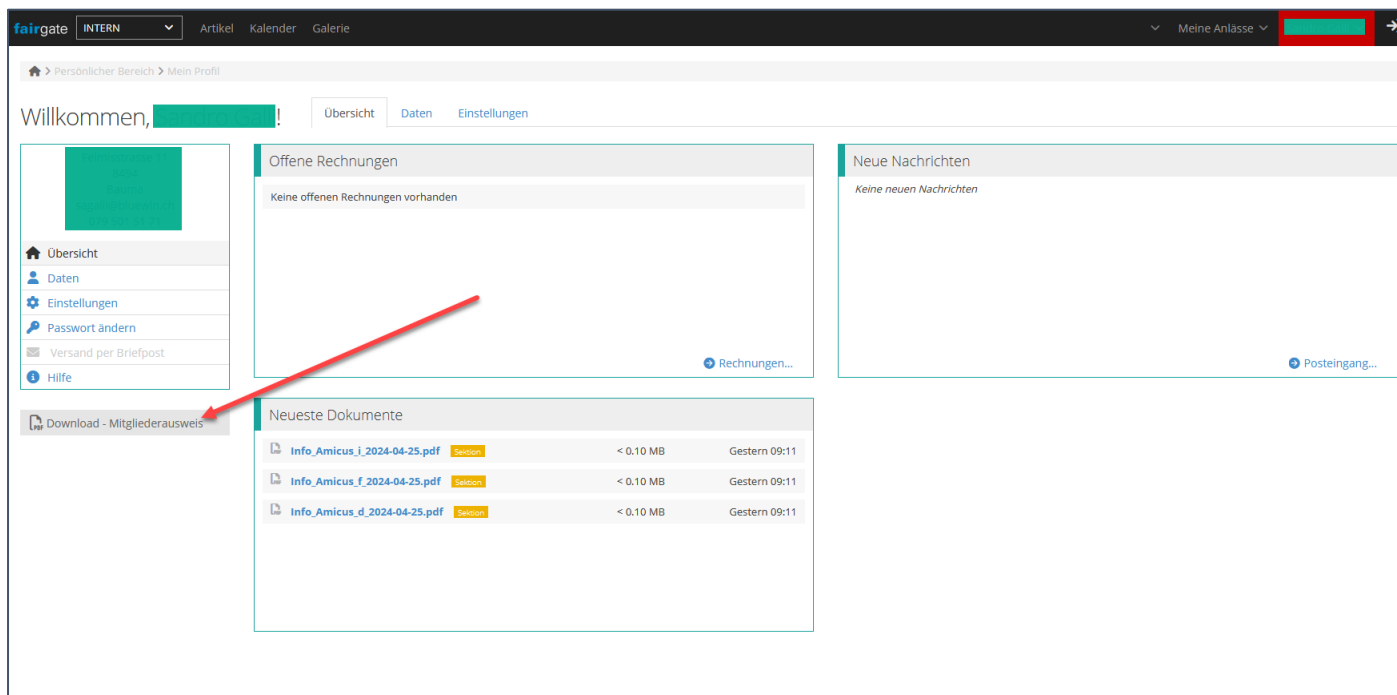 fairgate INTERN Artikel Kalender Galerie Meine Anlässe
Persönlicher Bereich > Mein Profil
Willkommen, !
Übersicht Daten Einstellungen
Übersicht
Daten
Einstellungen
Passwort ändern
Versand per Briefpost
Hilfe
PDF Download - Mitgliederausweis
Offene Rechnungen
Keine offenen Rechnungen vorhanden
Rechnungen...
Neue Nachrichten
Keine neuen Nachrichten
Posteingang...
Neueste Dokumente
Info_Amicus_i_2024-04-25.pdf Sektion < 0.10 MB Gestern 09:11
Info_Amicus_f_2024-04-25.pdf Sektion < 0.10 MB Gestern 09:11
Info_Amicus_d_2024-04-25.pdf Sektion < 0.10 MB Gestern 09:11